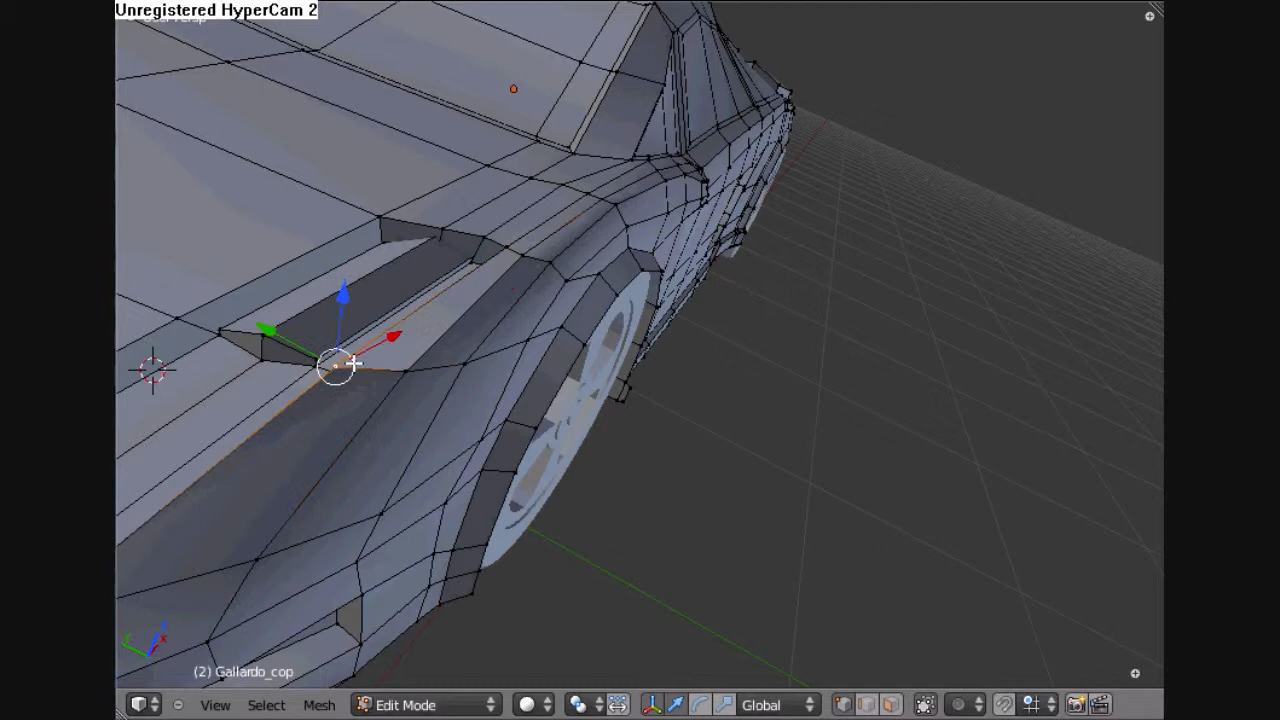 Unregistered HyperCam 2
(2) Gallardo_cop
View Select Mesh Edit Mode Global